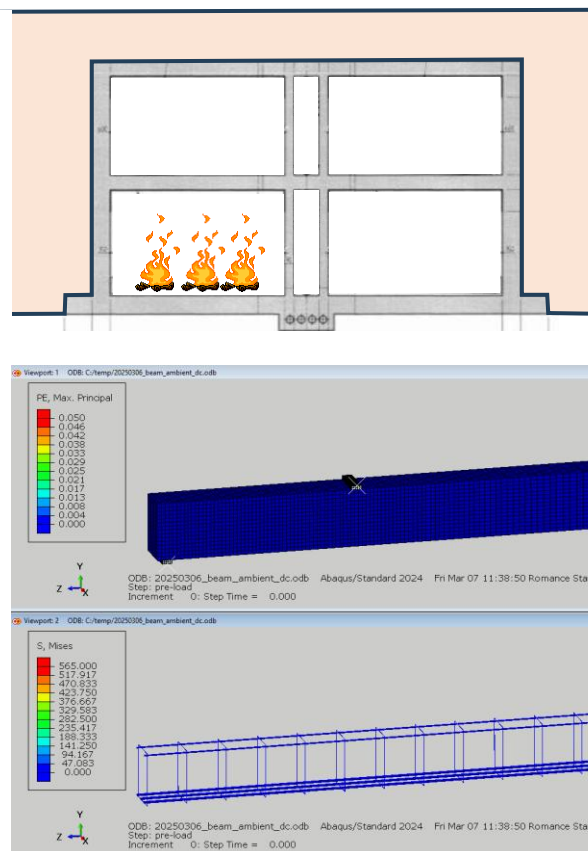 Viewport: 1 ODB: C:/temp/20250306_beam_ambient_dc.odb
PE, Max. Principal
0.050
0.046
0.042
0.038
0.033
0.029
0.025
0.021
0.017
0.013
0.008
0.004
0.000
Y
Z X
ODB: 20250306_beam_ambient_dc.odb Abaqus/Standard 2024 Fri Mar 07 11:38:50 Romance Sta
Step: pre-load
Increment 0: Step Time = 0.000
Viewport: 2 ODB: C:/temp/20250306_beam_ambient_dc.odb
S, Mises
565.000
517.917
470.833
423.750
376.667
329.583
282.500
235.417
188.333
141.250
94.167
47.083
0.000
Y
Z X
ODB: 20250306_beam_ambient_dc.odb Abaqus/Standard 2024 Fri Mar 07 11:38:50 Romance Sta
Step: pre-load
Increment 0: Step Time = 0.000